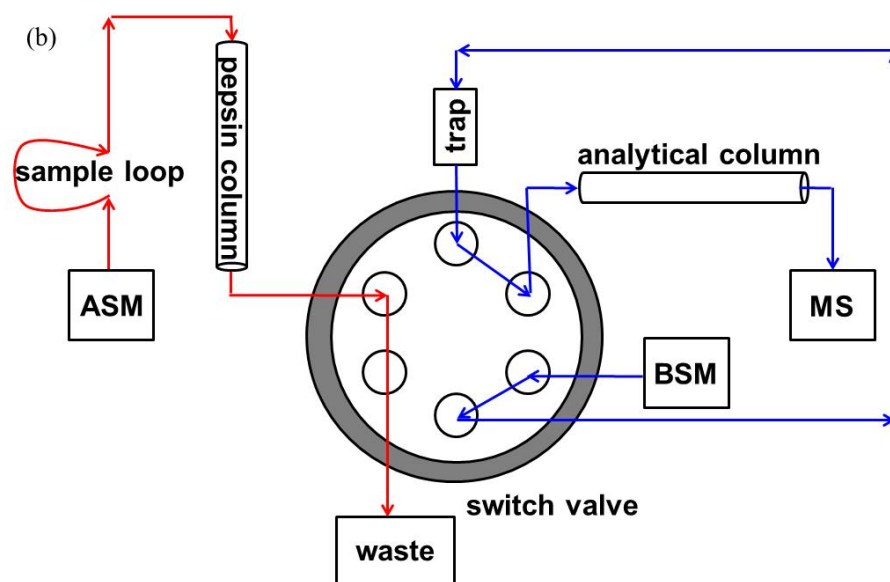 (b)
pepsin column
trap
analytical column
sample loop
ASM
MS
BSM
switch valve
waste